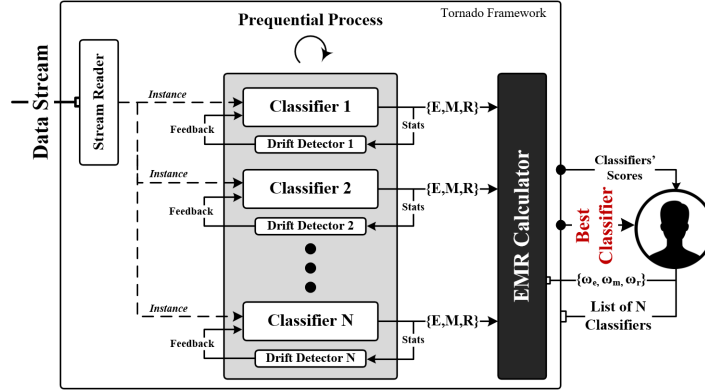 Tornado Framework
Prequential Process
Data Stream
Stream Reader
Instance
Classifier 1
{E,M,R}
Feedback
Stats
Drift Detector 1
Instance
Classifier 2
{E,M,R}
Feedback
Stats
Drift Detector 2
Instance
Classifier N
{E,M,R}
Feedback
Stats
Drift Detector N
EMR Calculator
Classifiers'
Scores
Best
Classifier
{ωe, ωm, ωr}
List of N
Classifiers